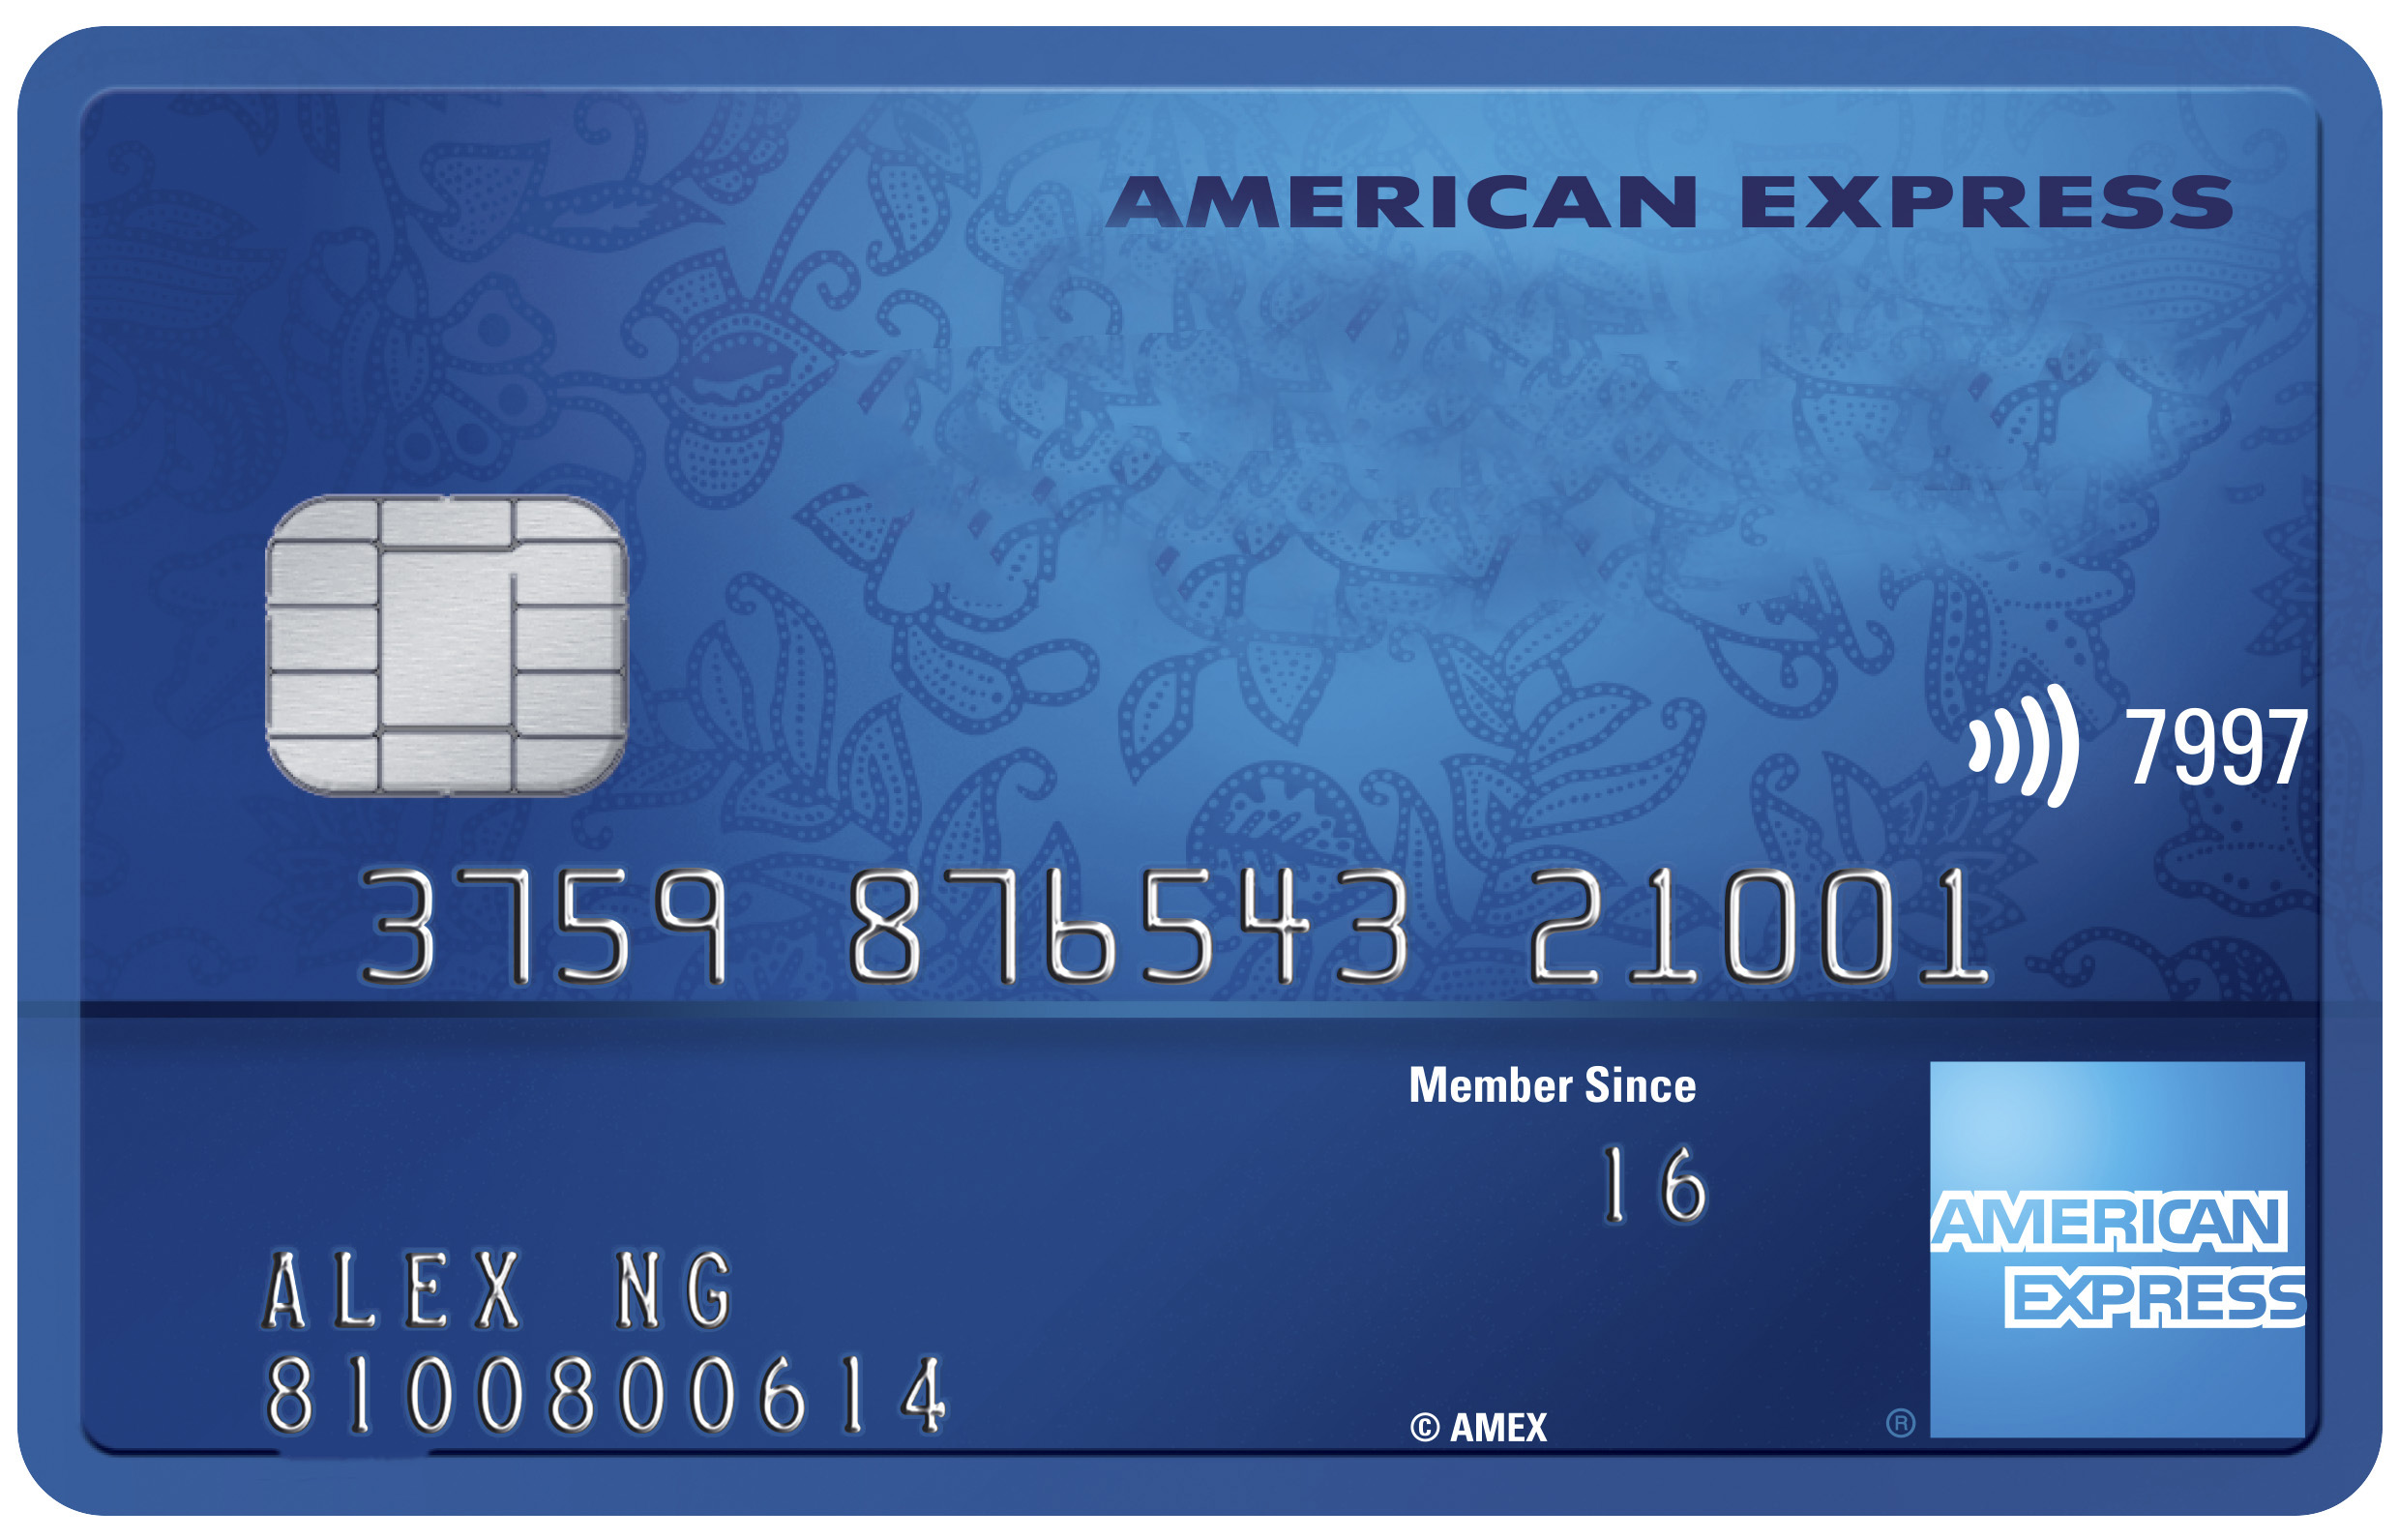 AMERICAN EXPRESS
7997
3759 876543 21001
Member Since
16
ALEX NG
8100800614
© AMEX
®
AMERICAN
EXPRESS